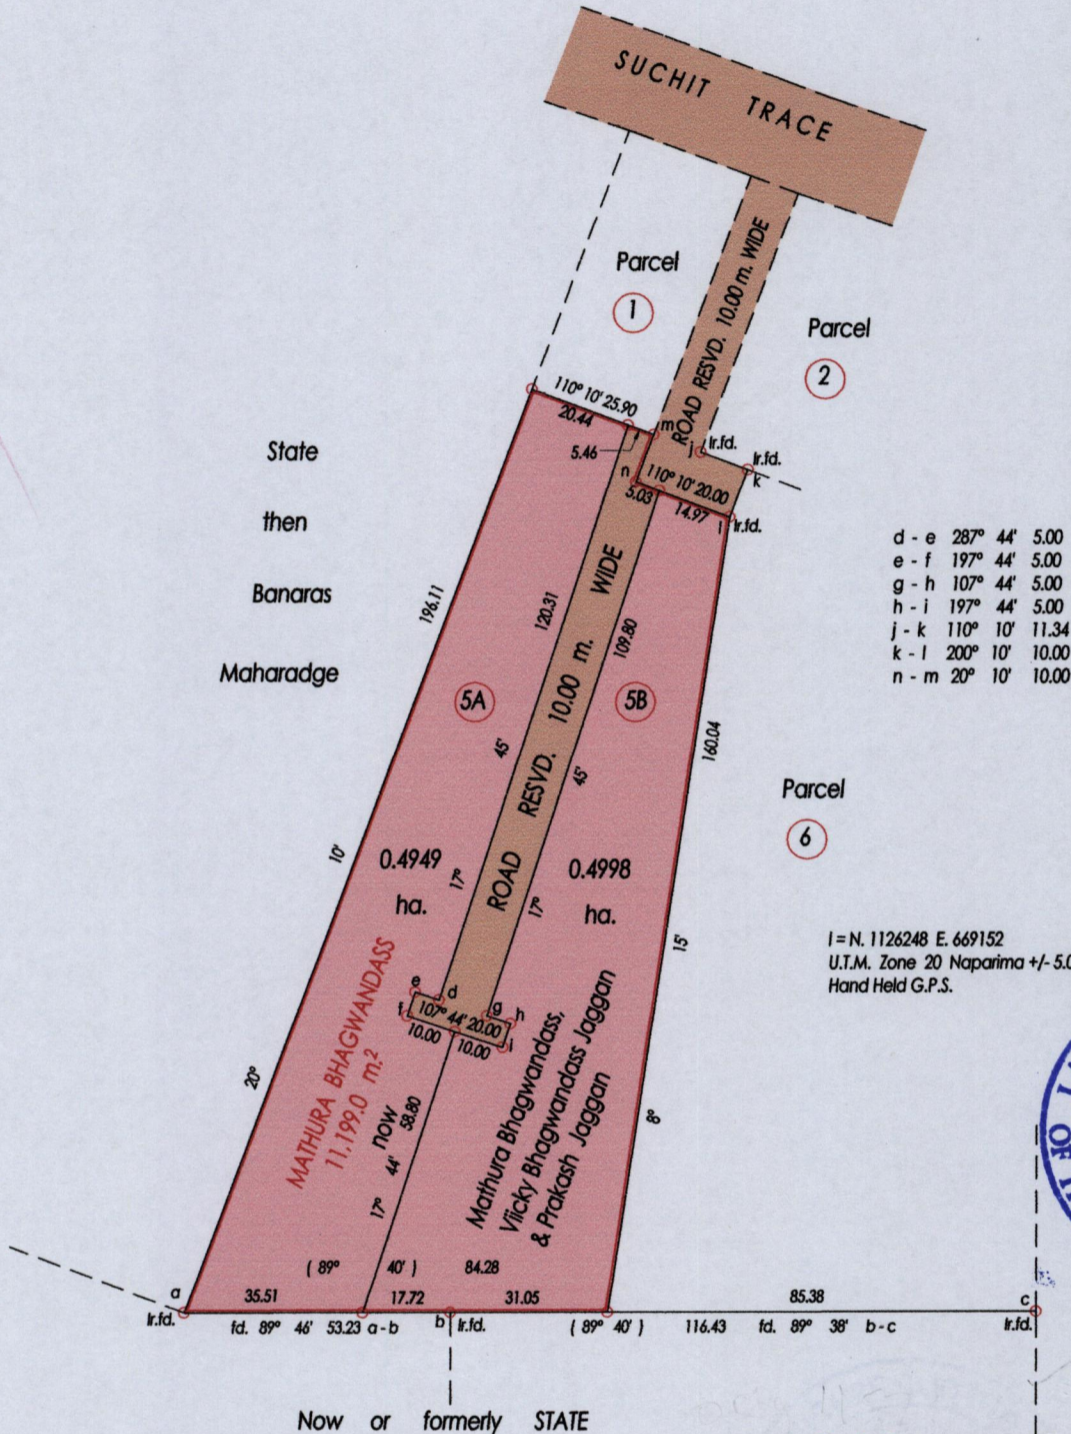 SUCHIT TRACE
ROAD RESVD. 10.00 m. WIDE
Parcel
1
Parcel
2
110° 10' 25.90
20.44
5.46
m
j
Ir.fd.
Ir.fd.
k
n
110° 10' 20.00
5.03
14.97
l
Ir.fd.
State
then
Banaras
Maharadge
d - e 287° 44' 5.00
e - f 197° 44' 5.00
g - h 107° 44' 5.00
h - i 197° 44' 5.00
j - k 110° 10' 11.34
k - l 200° 10' 10.00
n - m 20° 10' 10.00
20° 10' 196.11
17° 45' 120.31
ROAD RESVD. 10.00 m. WIDE
17° 45' 109.80
8° 15' 160.04
5A
5B
Parcel
6
0.4949
ha.
0.4998
ha.
l = N. 1126248 E. 669152
U.T.M. Zone 20 Naparima +/- 5.0
Hand Held G.P.S.
MATHURA BHAGWANDASS
11,199.0 m.²
now
Mathura Bhagwandass,
Viicky Bhagwandass Jaggan
& Prakash Jaggan
e
d
g
h
f
107° 44' 20.00
10.00
10.00
i
17° 44' 58.80
OF
( 89° 40' ) 84.28
a
35.51
17.72
31.05
85.38
c
Ir.fd.
fd. 89° 46' 53.23 a - b
b
Ir.fd.
( 89° 40' ) 116.43 fd. 89° 38' b - c
Ir.fd.
Now or formerly STATE